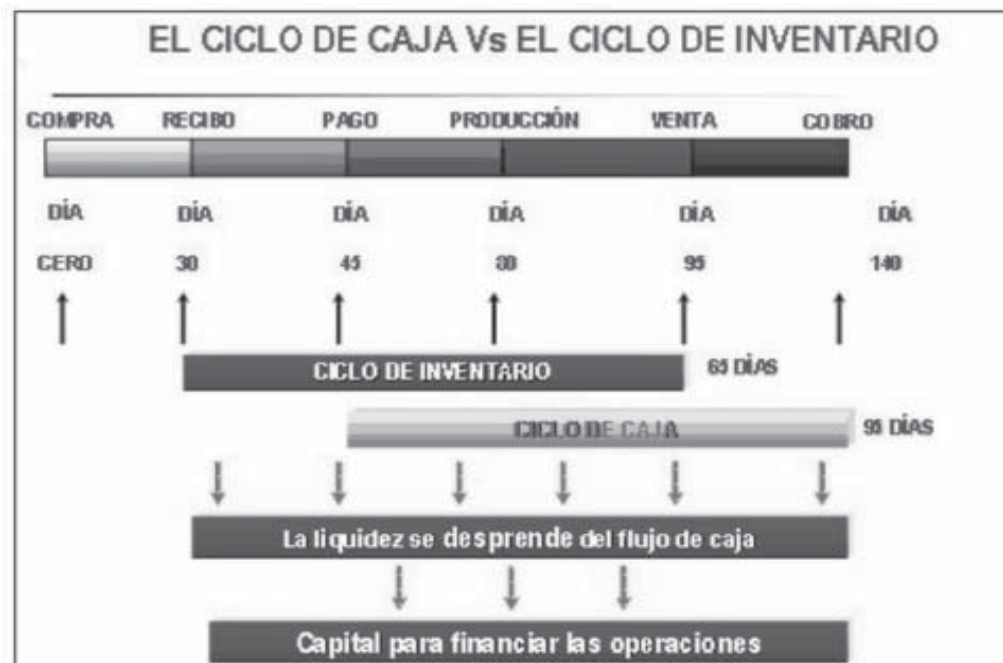 EL CICLO DE CAJA Vs EL CICLO DE INVENTARIO
COMPRA RECIBO PAGO PRODUCCIÓN VENTA COBRO
DÍA DÍA DÍA DÍA DÍA DÍA
CERO 30 45 80 95 140
CICLO DE INVENTARIO 65 DÍAS
CICLO DE CAJA 95 DÍAS
La liquidez se desprende del flujo de caja
Capital para financiar las operaciones